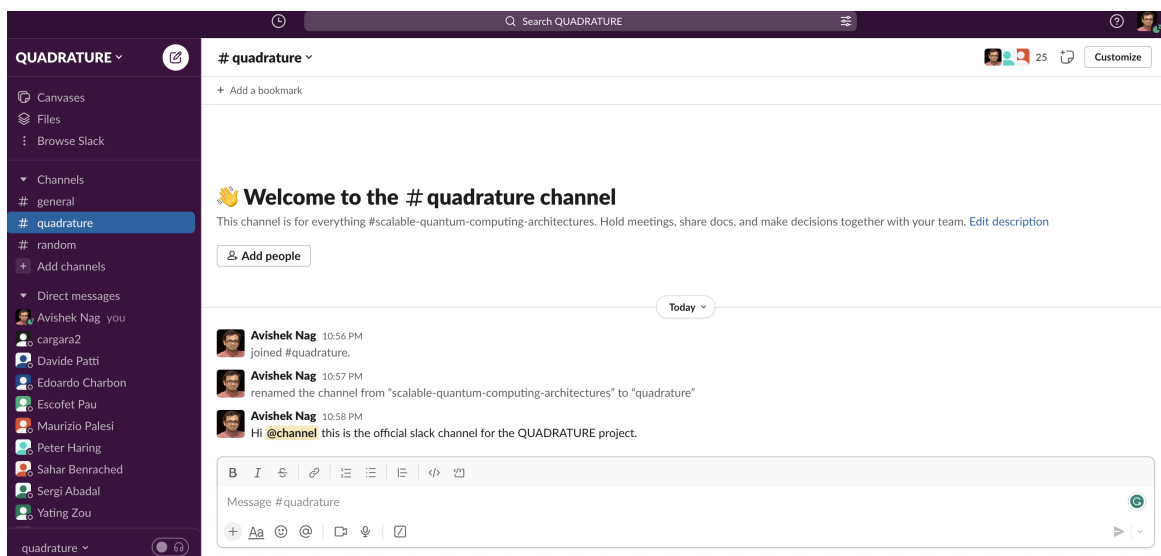 Search QUADRATURE
QUADRATURE
Canvases
Files
Browse Slack
Channels
# general
# quadrature
# random
+ Add channels
Direct messages
Avishek Nag you
cargara2
Davide Patti
Edoardo Charbon
Escofet Pau
Maurizio Palesi
Peter Haring
Sahar Benrached
Sergi Abadal
Yating Zou
quadrature
# quadrature
25
Customize
+ Add a bookmark
👋 Welcome to the # quadrature channel
This channel is for everything #scalable-quantum-computing-architectures. Hold meetings, share docs, and make decisions together with your team. Edit description
Add people
Today
Avishek Nag 10:56 PM
joined #quadrature.
Avishek Nag 10:57 PM
renamed the channel from “scalable-quantum-computing-architectures” to “quadrature”
Avishek Nag 10:58 PM
Hi @channel this is the official slack channel for the QUADRATURE project.
B I S
Message #quadrature
+ Aa @